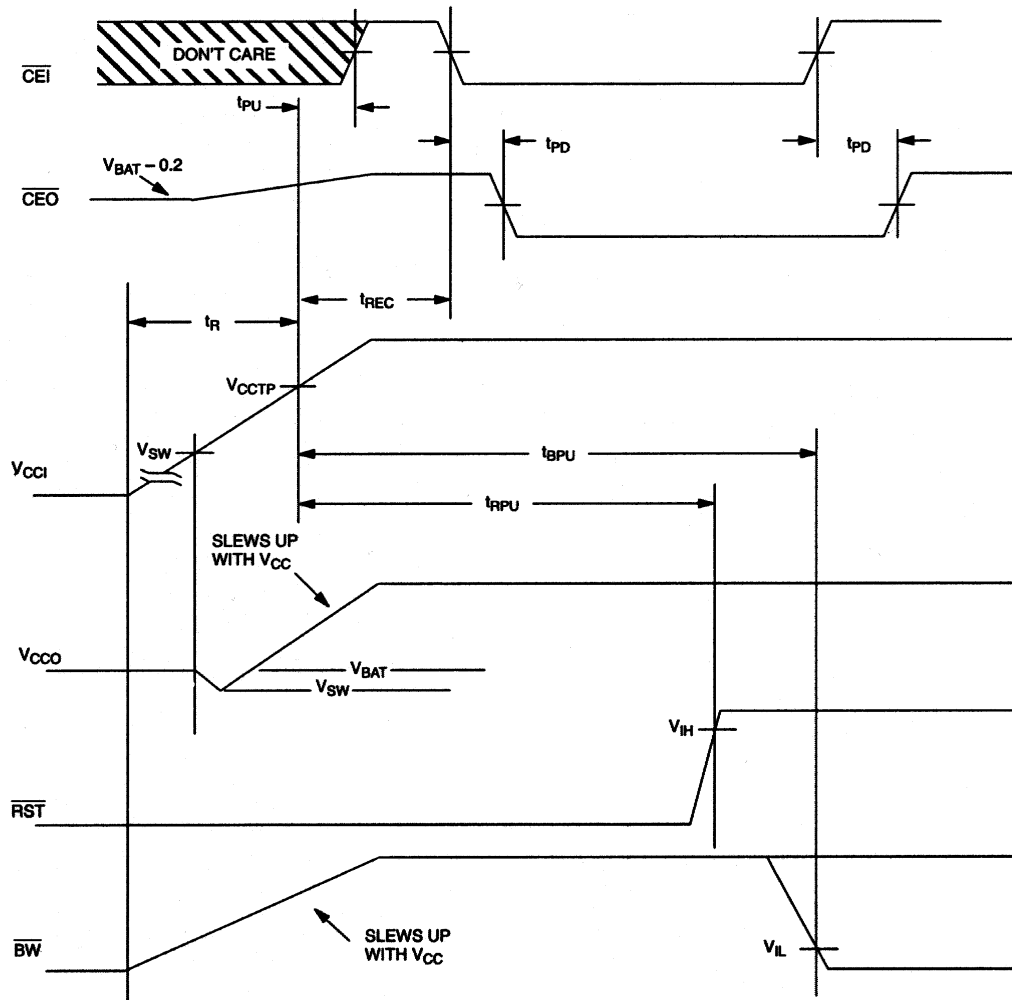 DON'T CARE
CEI
tPU
tPD
tPD
VBAT – 0.2
CEO
tREC
tR
VCCTP
VSW
tBPU
VCCI
tRPU
SLEWS UP
WITH VCC
VCCO
VBAT
VSW
VIH
RST
SLEWS UP
WITH VCC
BW
VIL